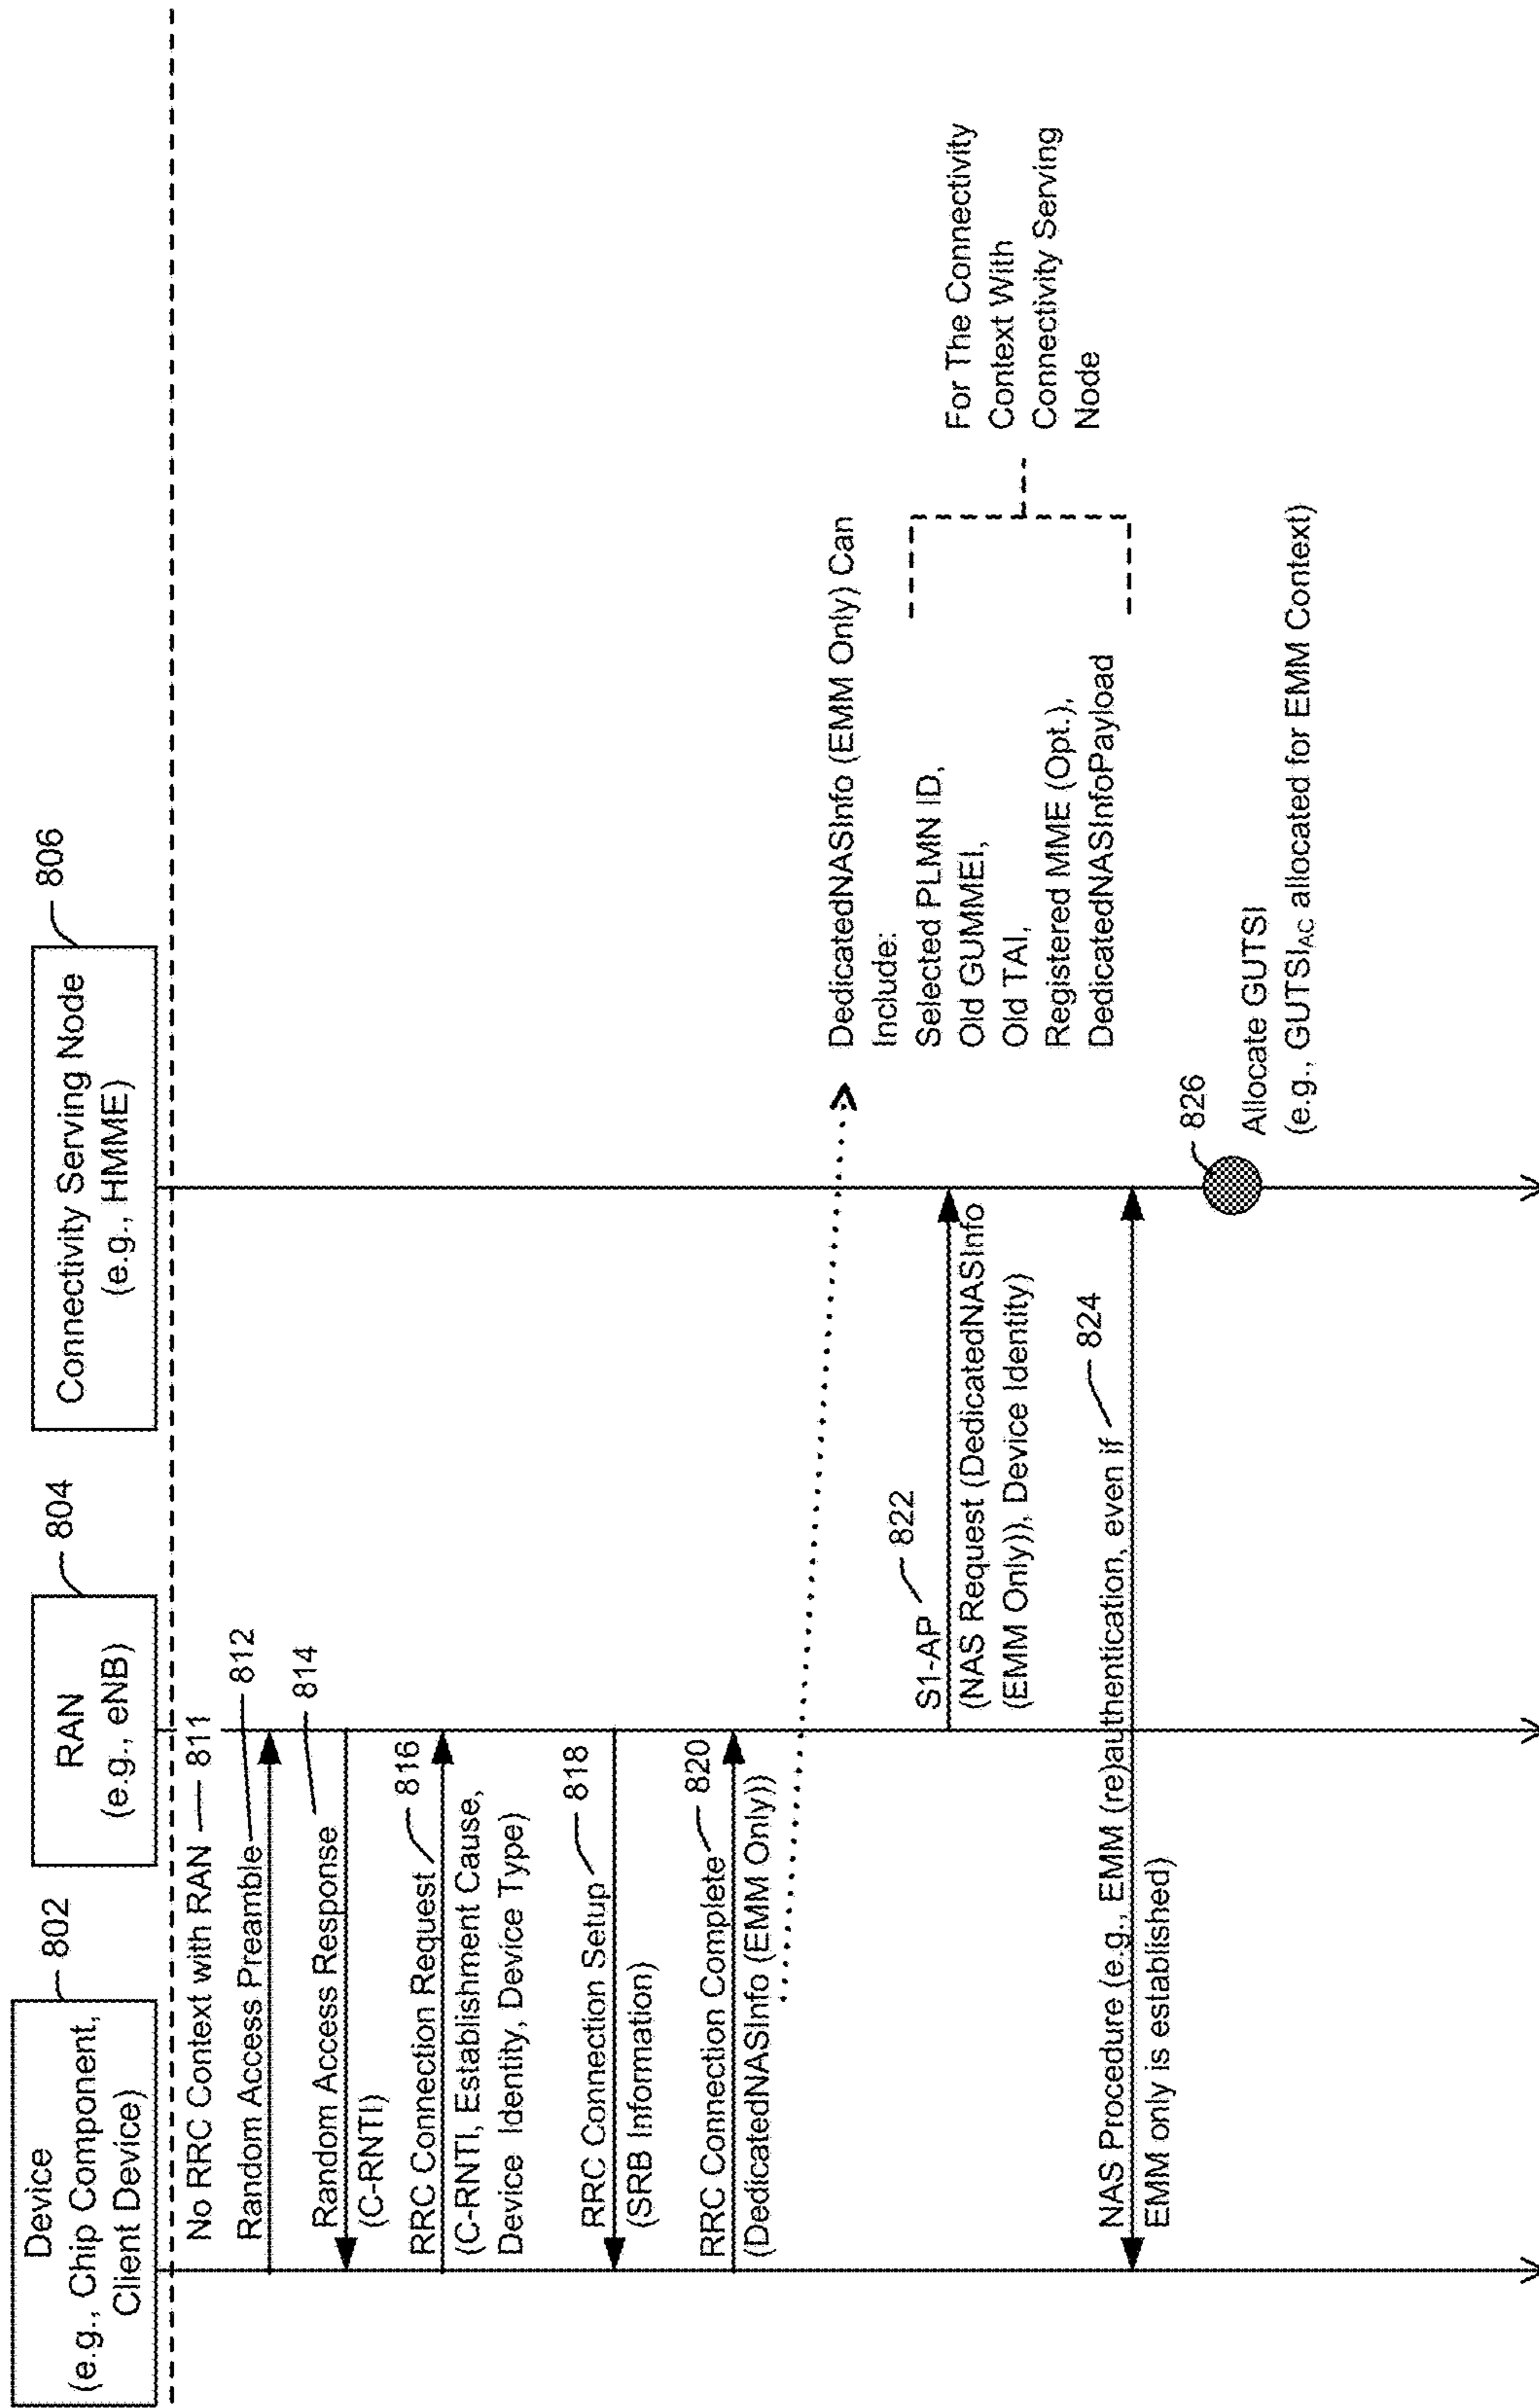 Device
(e.g., Chip Component,
Client Device)
802
RAN
(e.g., eNB)
804
Connectivity Serving Node
(e.g., HMME)
806
No RRC Context with RAN
811
Random Access Preamble
812
Random Access Response
814
(C-RNTI)
RRC Connection Request
816
(C-RNTI, Establishment Cause,
Device Identity, Device Type)
RRC Connection Setup
818
(SRB Information)
RRC Connection Complete
820
(DedicatedNASInfo (EMM Only))
DedicatedNASInfo (EMM Only) Can
Include:
Selected PLMN ID,
Old GUMMEI,
Old TAI,
Registered MME (Opt.),
DedicatedNASInfoPayload
For The Connectivity
Context With
Connectivity Serving
Node
S1-AP
822
(NAS Request (DedicatedNASInfo
(EMM Only)), Device Identity)
NAS Procedure (e.g., EMM (re)authentication, even if
824
EMM only is established)
826
Allocate GUTSI
(e.g., GUTSIAC allocated for EMM Context)